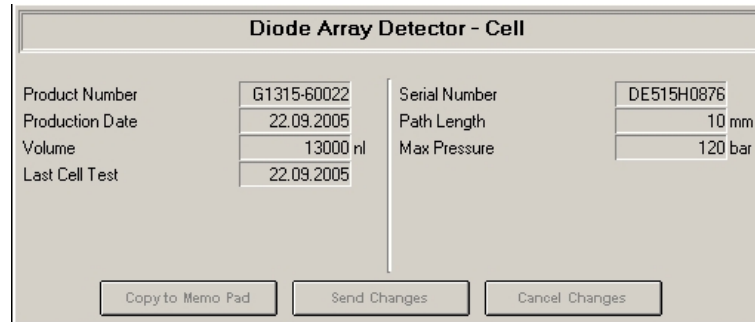 Diode Array Detector - Cell
Product Number G1315-60022
Production Date 22.09.2005
Volume 13000 nl
Last Cell Test 22.09.2005
Serial Number DE515H0876
Path Length 10 mm
Max Pressure 120 bar
Copy to Memo Pad Send Changes Cancel Changes